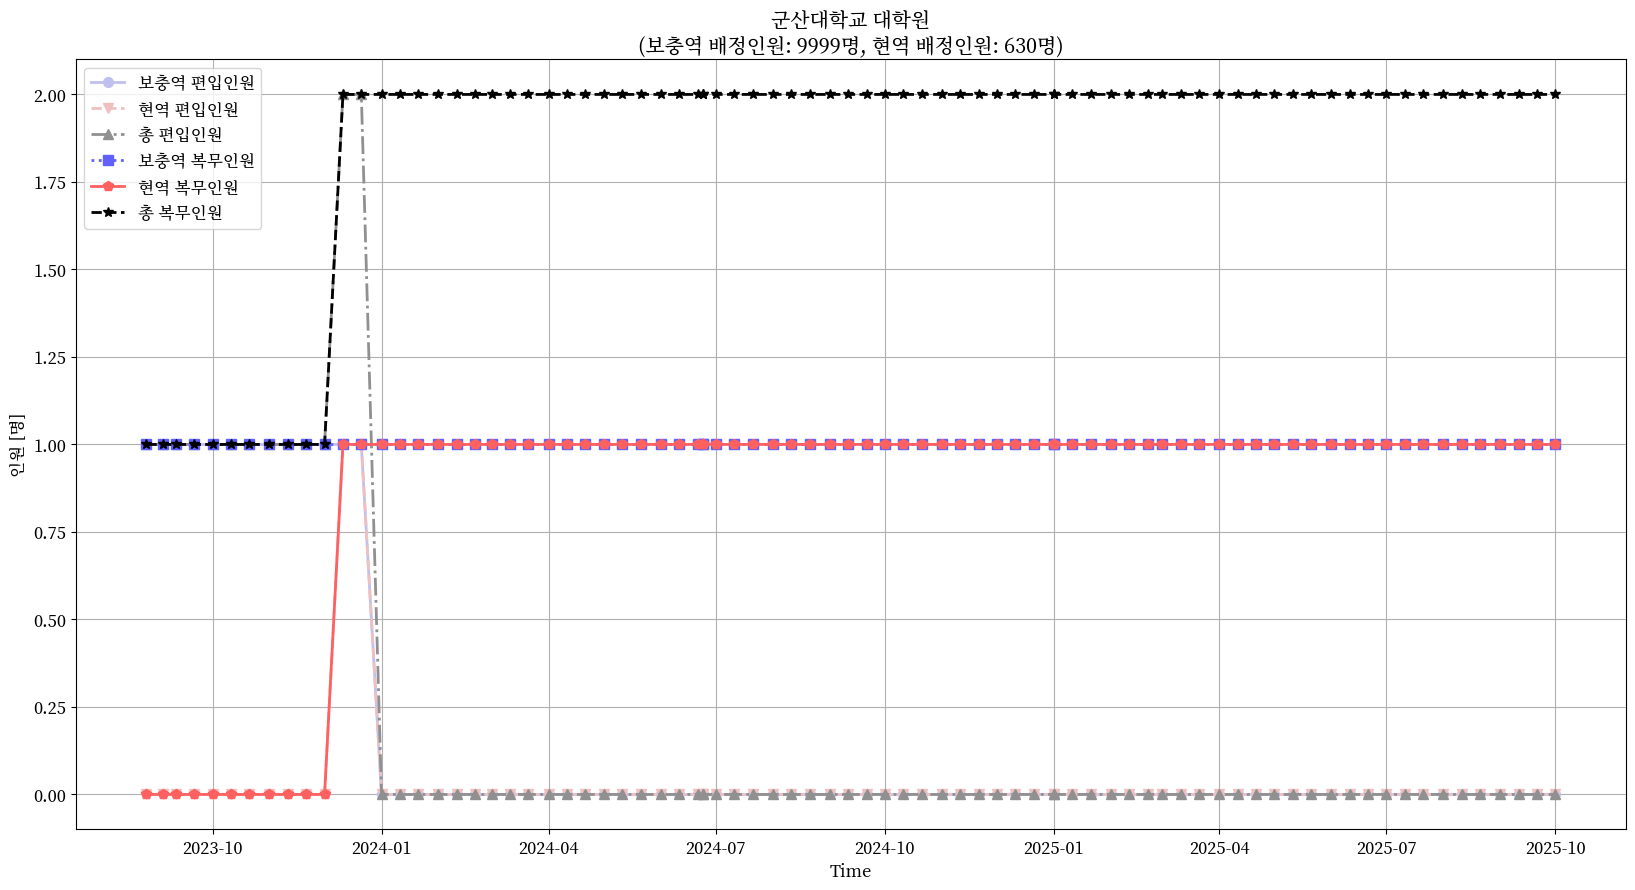 군산대학교 대학원
(보충역 배정인원: 9999명, 현역 배정인원: 630명)
보충역 편입인원
현역 편입인원
총 편입인원
보충역 복무인원
현역 복무인원
총 복무인원
인원 [명]
2.00
1.75
1.50
1.25
1.00
0.75
0.50
0.25
0.00
2023-10
2024-01
2024-04
2024-07
2024-10
2025-01
2025-04
2025-07
2025-10
Time